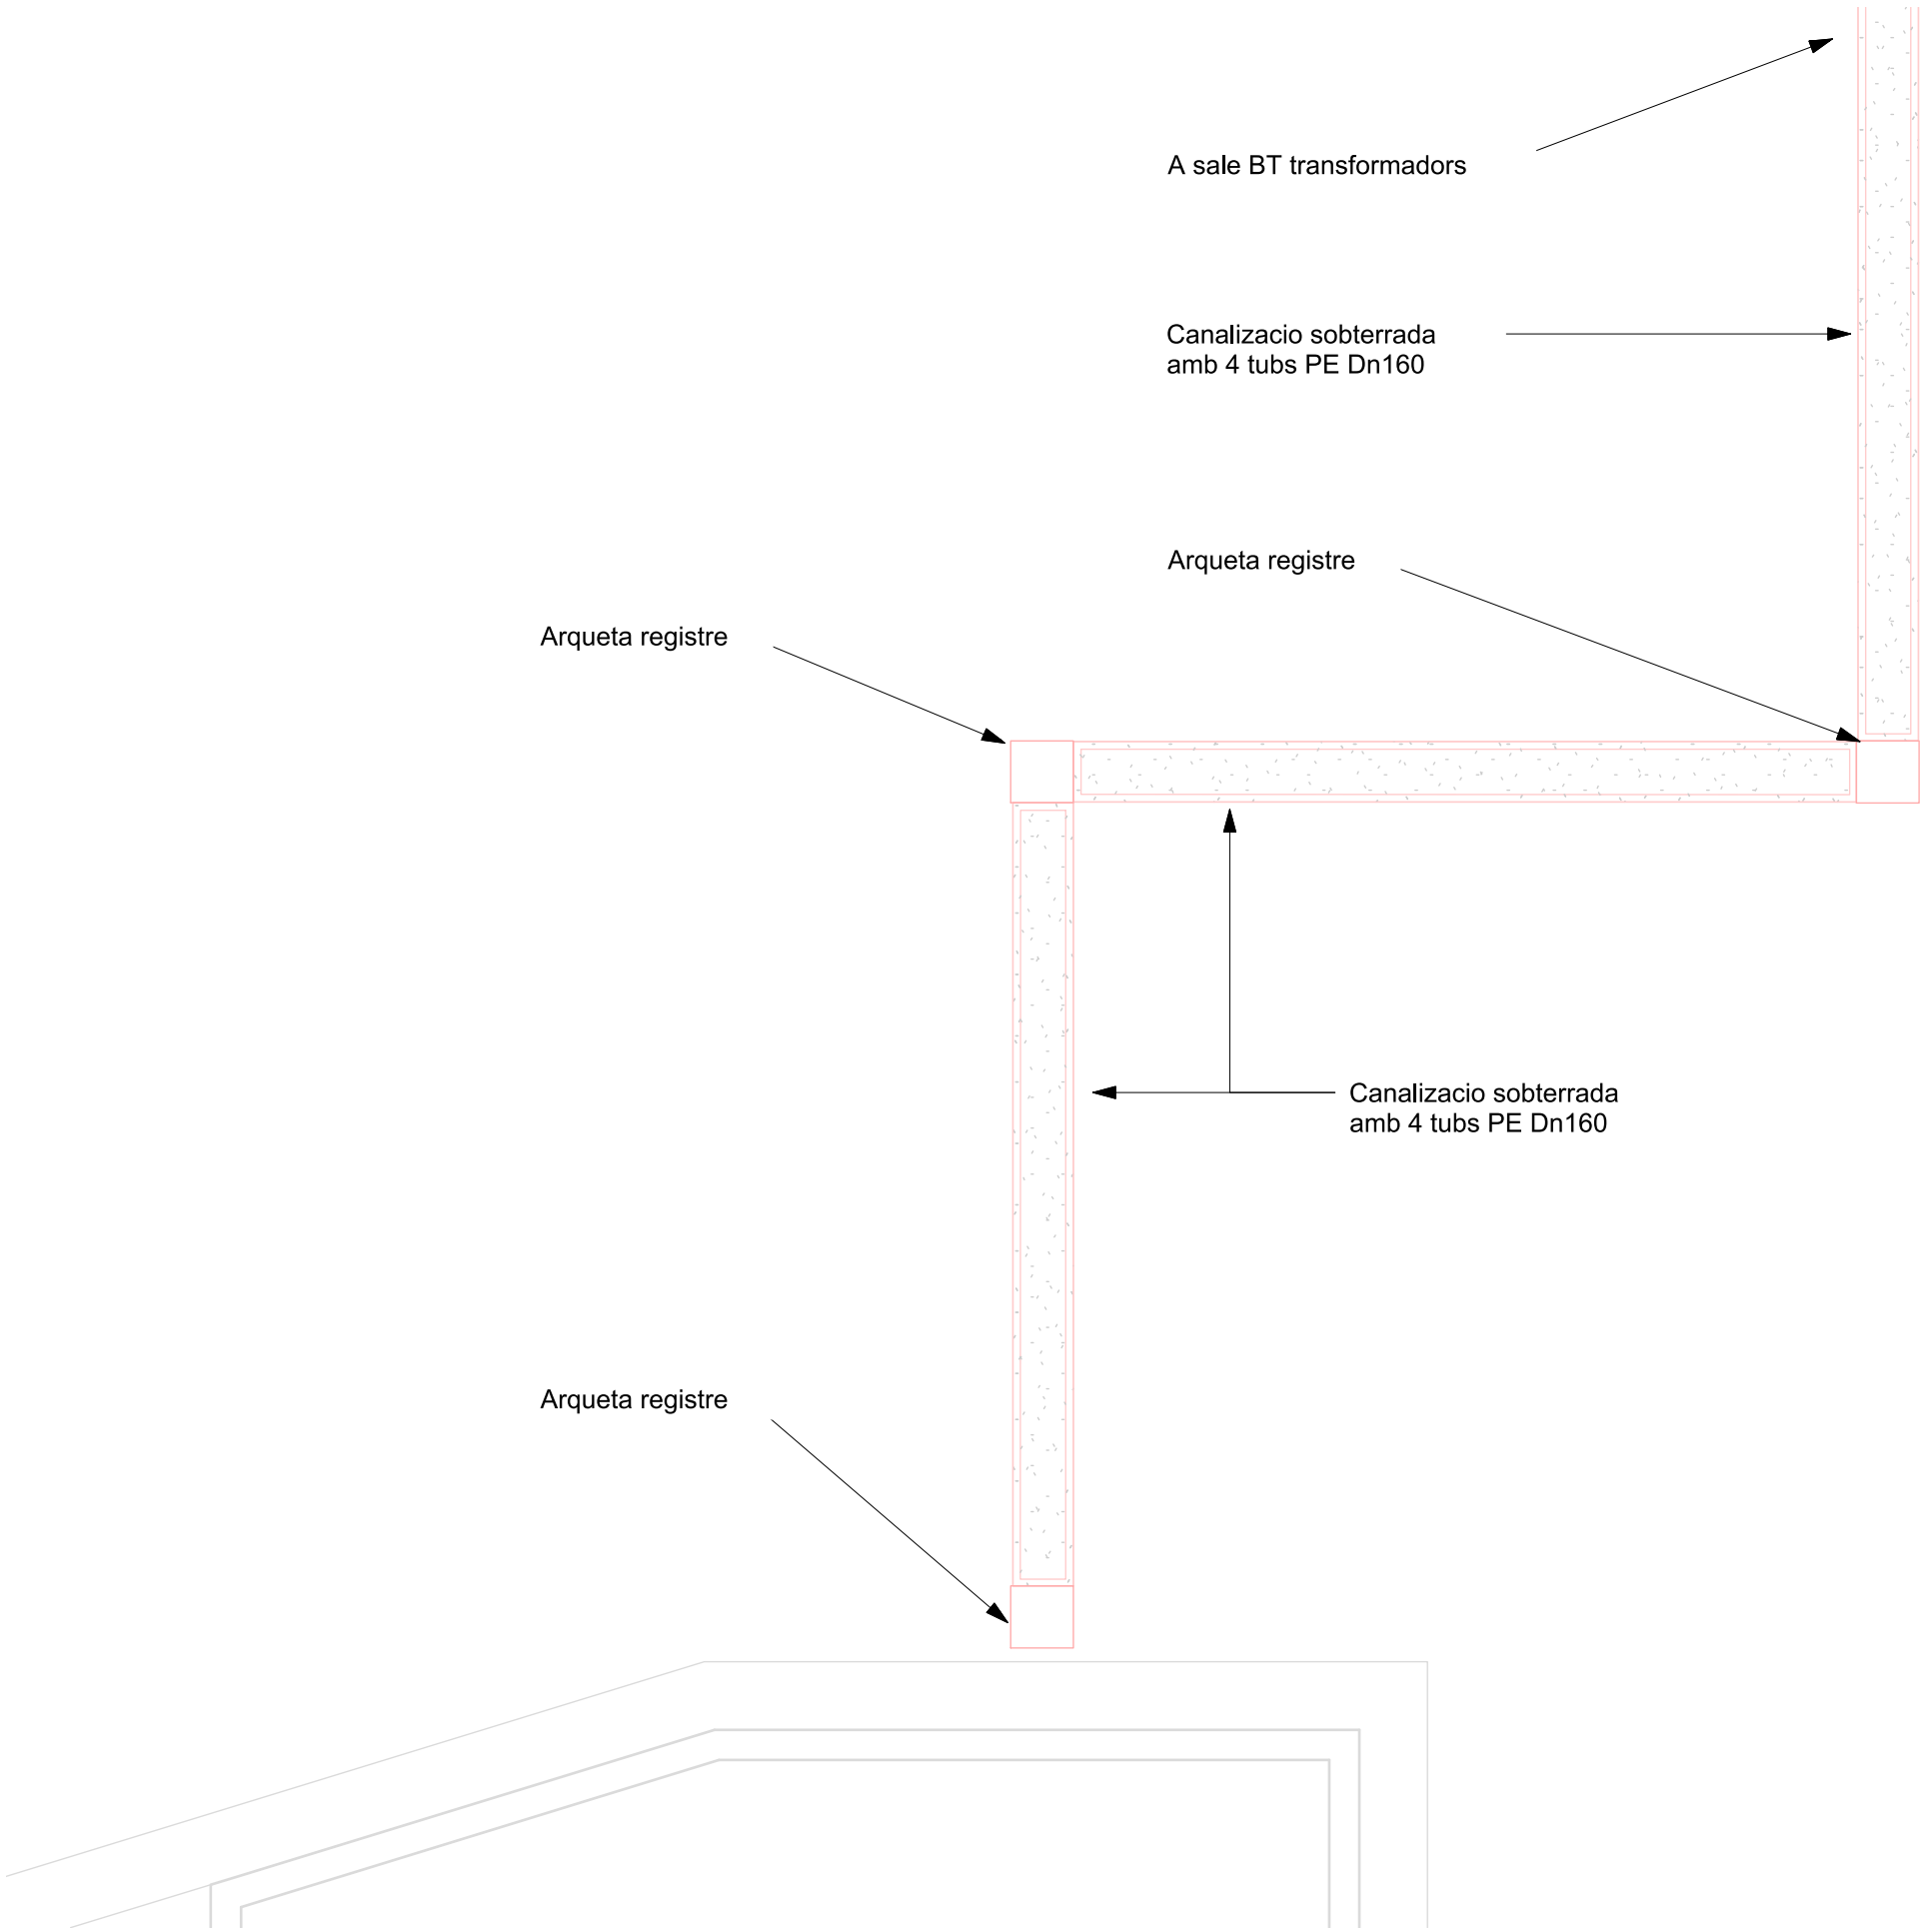 A sale BT transformadors
Canalizacio sobterrada
amb 4 tubs PE Dn160
Arqueta registre
Arqueta registre
Canalizacio sobterrada
amb 4 tubs PE Dn160
Arqueta registre